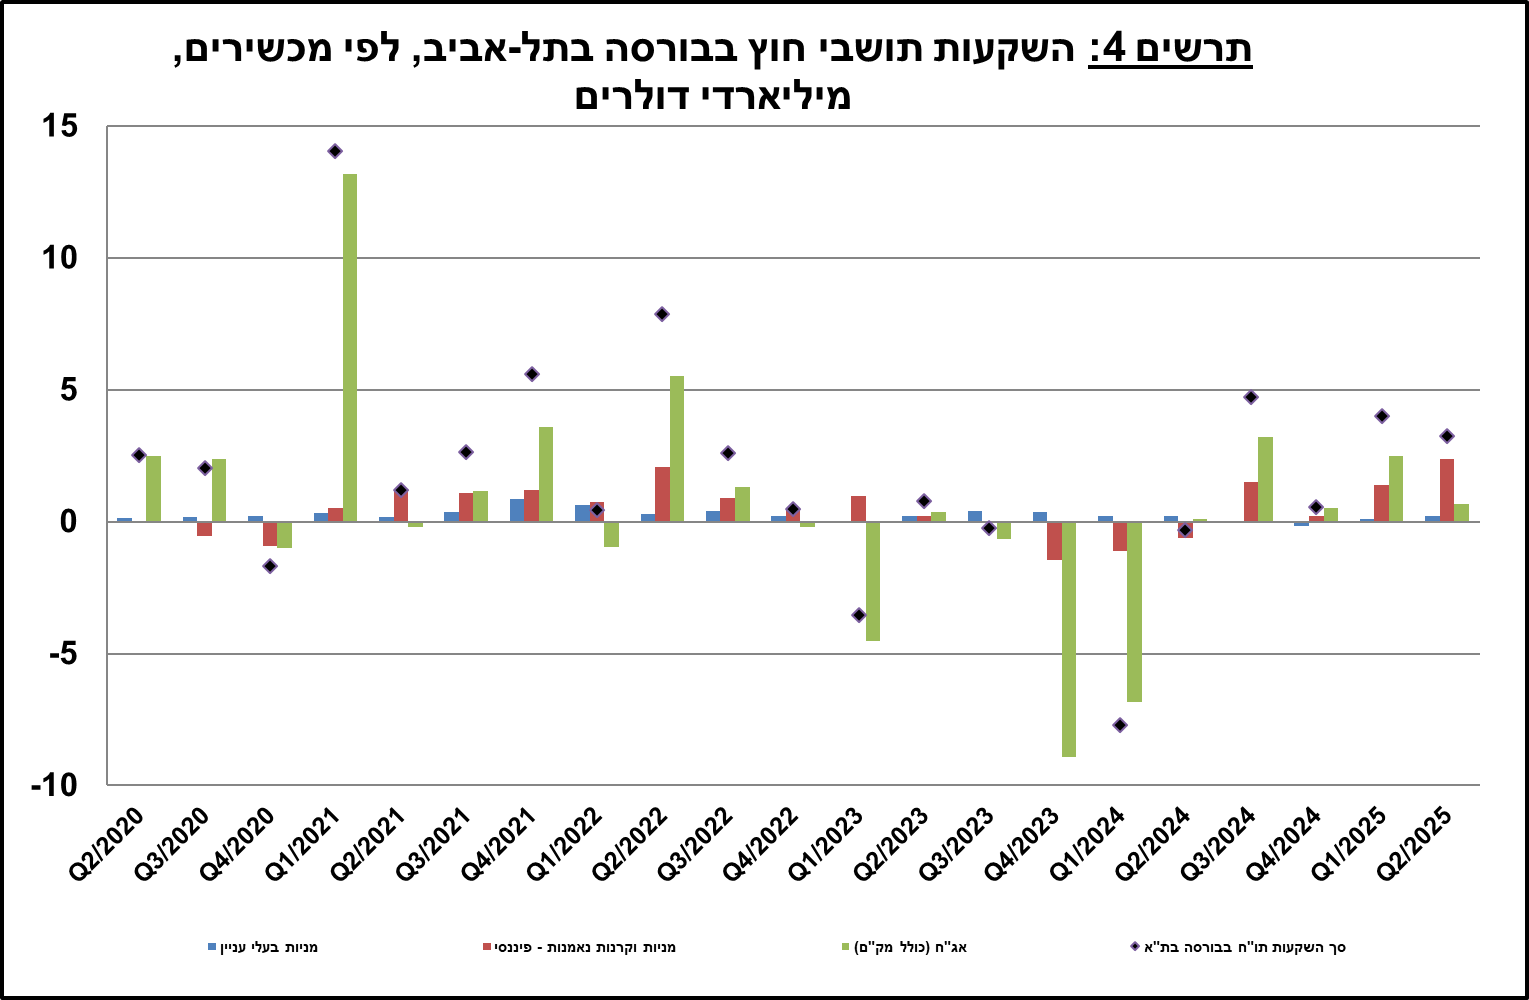 תרשים 4: השקעות תושבי חוץ בבורסה בתל-אביב, לפי מכשירים,
מיליארדי דולרים
15
10
5
0
-5
-10
Q2/2020
Q3/2020
Q4/2020
Q1/2021
Q2/2021
Q3/2021
Q4/2021
Q1/2022
Q2/2022
Q3/2022
Q4/2022
Q1/2023
Q2/2023
Q3/2023
Q4/2023
Q1/2024
Q2/2024
Q3/2024
Q4/2024
Q1/2025
Q2/2025
מניות בעלי עניין
מניות וקרנות נאמנות - פיננסי
אג"ח (כולל מק"ם)
סך השקעות תו"ח בבורסה בת"א